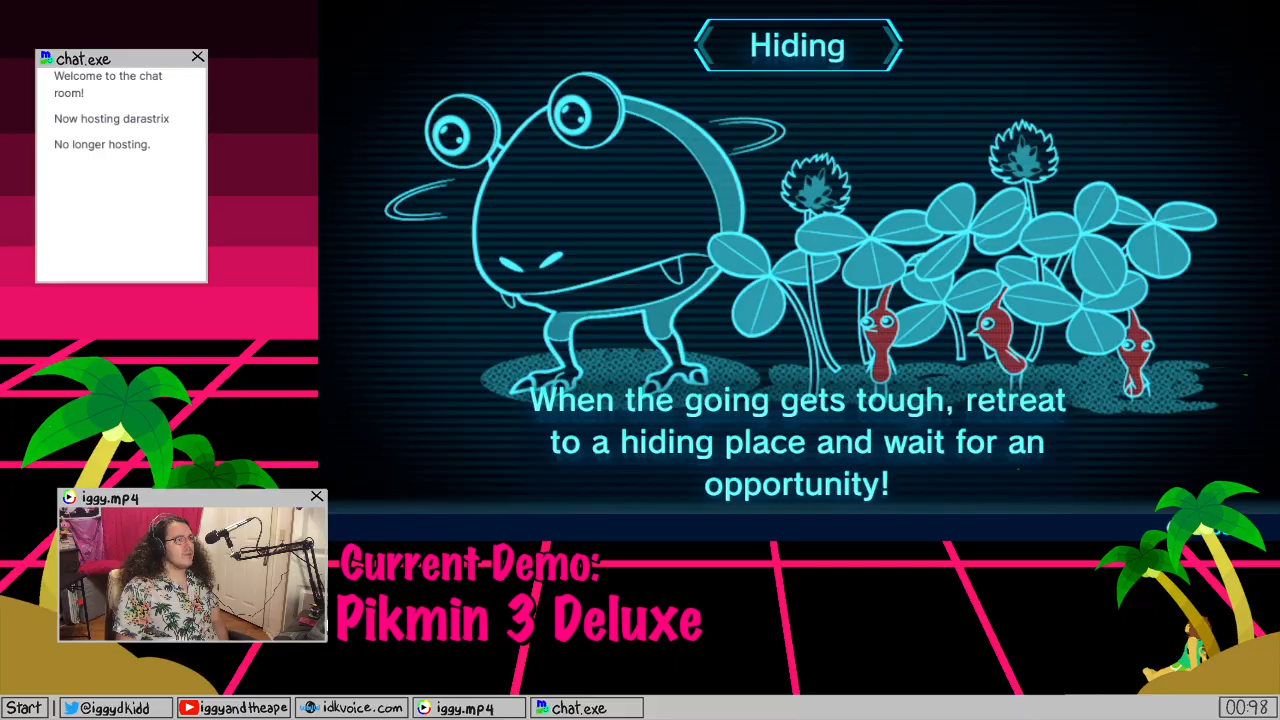 Hiding
chat.exe
Welcome to the chat
room!
Now hosting darastrix
No longer hosting.
When the going gets tough, retreat
to a hiding place and wait for an
opportunity!
iggy.mp4
Current Demo:
Pikmin 3 Deluxe
Start | @iggydkidd iggyandtheape www idkvoice.com iggy.mp4 chat.exe 00:98